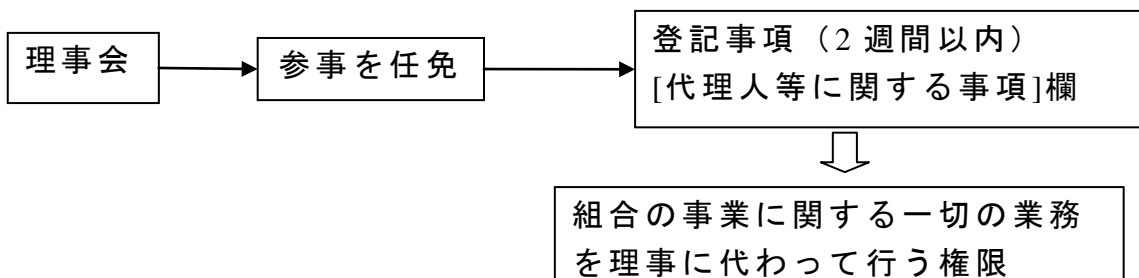 理事会
参事を任免
登記事項（2 週間以内）
[代理人等に関する事項]欄
組合の事業に関する一切の業務
を理事に代わって行う権限